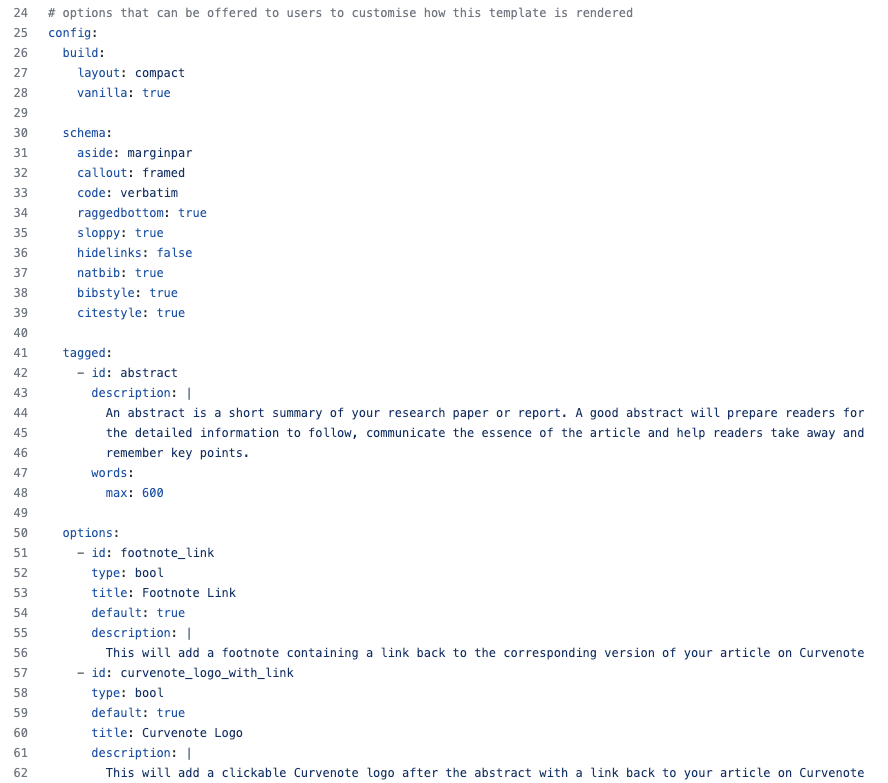 24 # options that can be offered to users to customise how this template is rendered
25 config:
26   build:
27     layout: compact
28     vanilla: true
29
30   schema:
31     aside: marginpar
32     callout: framed
33     code: verbatim
34     raggedbottom: true
35     sloppy: true
36     hidelinks: false
37     natbib: true
38     bibstyle: true
39     citestyle: true
40
41   tagged:
42     - id: abstract
43       description: |
44         An abstract is a short summary of your research paper or report. A good abstract will prepare readers for
45         the detailed information to follow, communicate the essence of the article and help readers take away and
46         remember key points.
47       words:
48         max: 600
49
50   options:
51     - id: footnote_link
52       type: bool
53       title: Footnote Link
54       default: true
55       description: |
56         This will add a footnote containing a link back to the corresponding version of your article on Curvenote
57     - id: curvenote_logo_with_link
58       type: bool
59       default: true
60       title: Curvenote Logo
61       description: |
62         This will add a clickable Curvenote logo after the abstract with a link back to your article on Curvenote